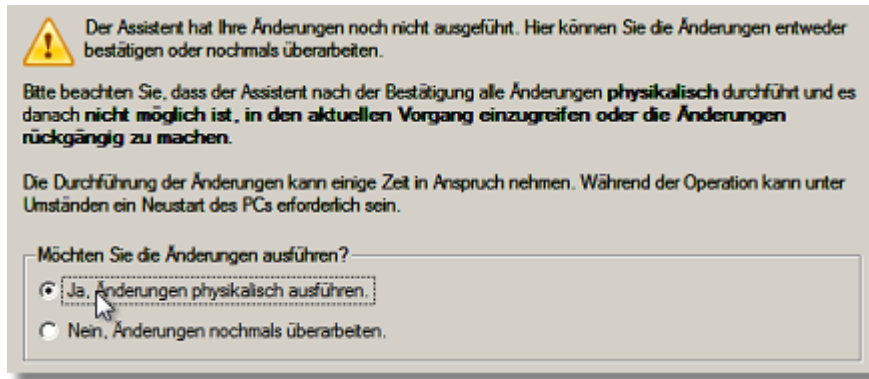 Der Assistent hat Ihre Änderungen noch nicht ausgeführt. Hier können Sie die Änderungen entweder
bestätigen oder nochmals überarbeiten.
Bitte beachten Sie, dass der Assistent nach der Bestätigung alle Änderungen physikalisch durchführt und es
danach nicht möglich ist, in den aktuellen Vorgang einzugreifen oder die Änderungen
rückgängig zu machen.
Die Durchführung der Änderungen kann einige Zeit in Anspruch nehmen. Während der Operation kann unter
Umständen ein Neustart des PCs erforderlich sein.
Möchten Sie die Änderungen ausführen?
Ja, Änderungen physikalisch ausführen.
Nein, Änderungen nochmals überarbeiten.